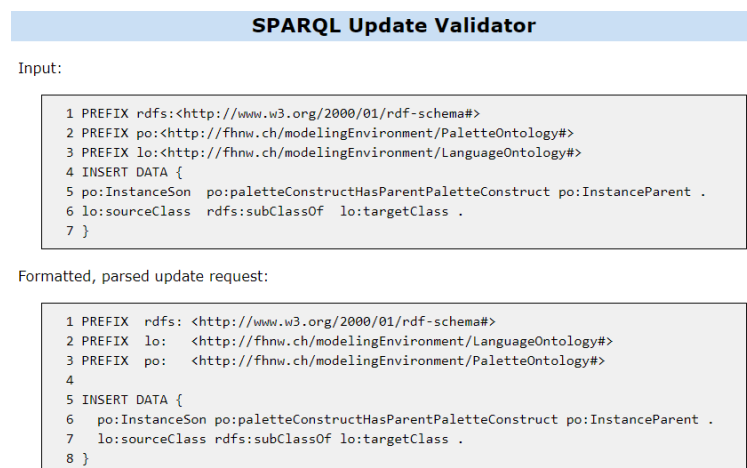 SPARQL Update Validator
Input:
1 PREFIX rdfs:<http://www.w3.org/2000/01/rdf-schema#>
2 PREFIX po:<http://fhnw.ch/modelingEnvironment/PaletteOntology#>
3 PREFIX lo:<http://fhnw.ch/modelingEnvironment/LanguageOntology#>
4 INSERT DATA {
5 po:InstanceSon  po:paletteConstructHasParentPaletteConstruct po:InstanceParent .
6 lo:sourceClass  rdfs:subClassOf  lo:targetClass .
7 }
Formatted, parsed update request:
1 PREFIX  rdfs: <http://www.w3.org/2000/01/rdf-schema#>
2 PREFIX  lo:   <http://fhnw.ch/modelingEnvironment/LanguageOntology#>
3 PREFIX  po:   <http://fhnw.ch/modelingEnvironment/PaletteOntology#>
4
5 INSERT DATA {
6   po:InstanceSon po:paletteConstructHasParentPaletteConstruct po:InstanceParent .
7   lo:sourceClass rdfs:subClassOf lo:targetClass .
8 }